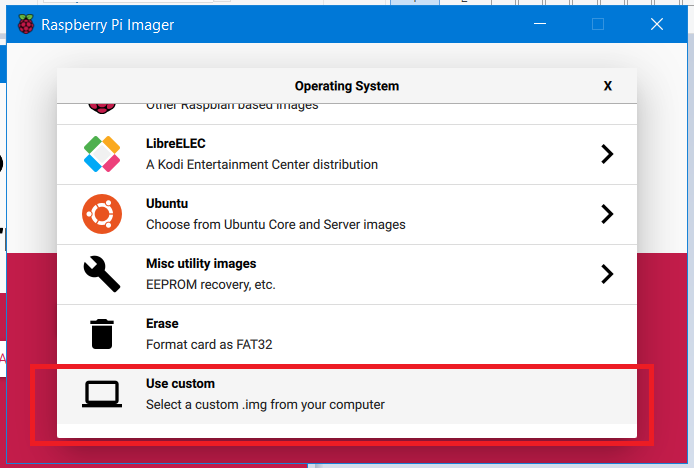 Raspberry Pi Imager
Operating System
X
Other Raspbian based images
LibreELEC
A Kodi Entertainment Center distribution
Ubuntu
Choose from Ubuntu Core and Server images
Misc utility images
EEPROM recovery, etc.
Erase
Format card as FAT32
Use custom
Select a custom .img from your computer